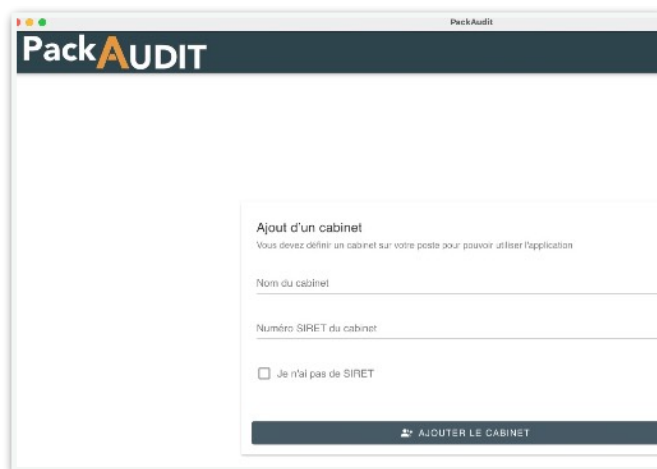 PackAudit
PackAUDIT
Ajout d'un cabinet
Vous devez définir un cabinet sur votre poste pour pouvoir utiliser l'application
Nom du cabinet
Numéro SIRET du cabinet
Je n'ai pas de SIRET
AJOUTER LE CABINET